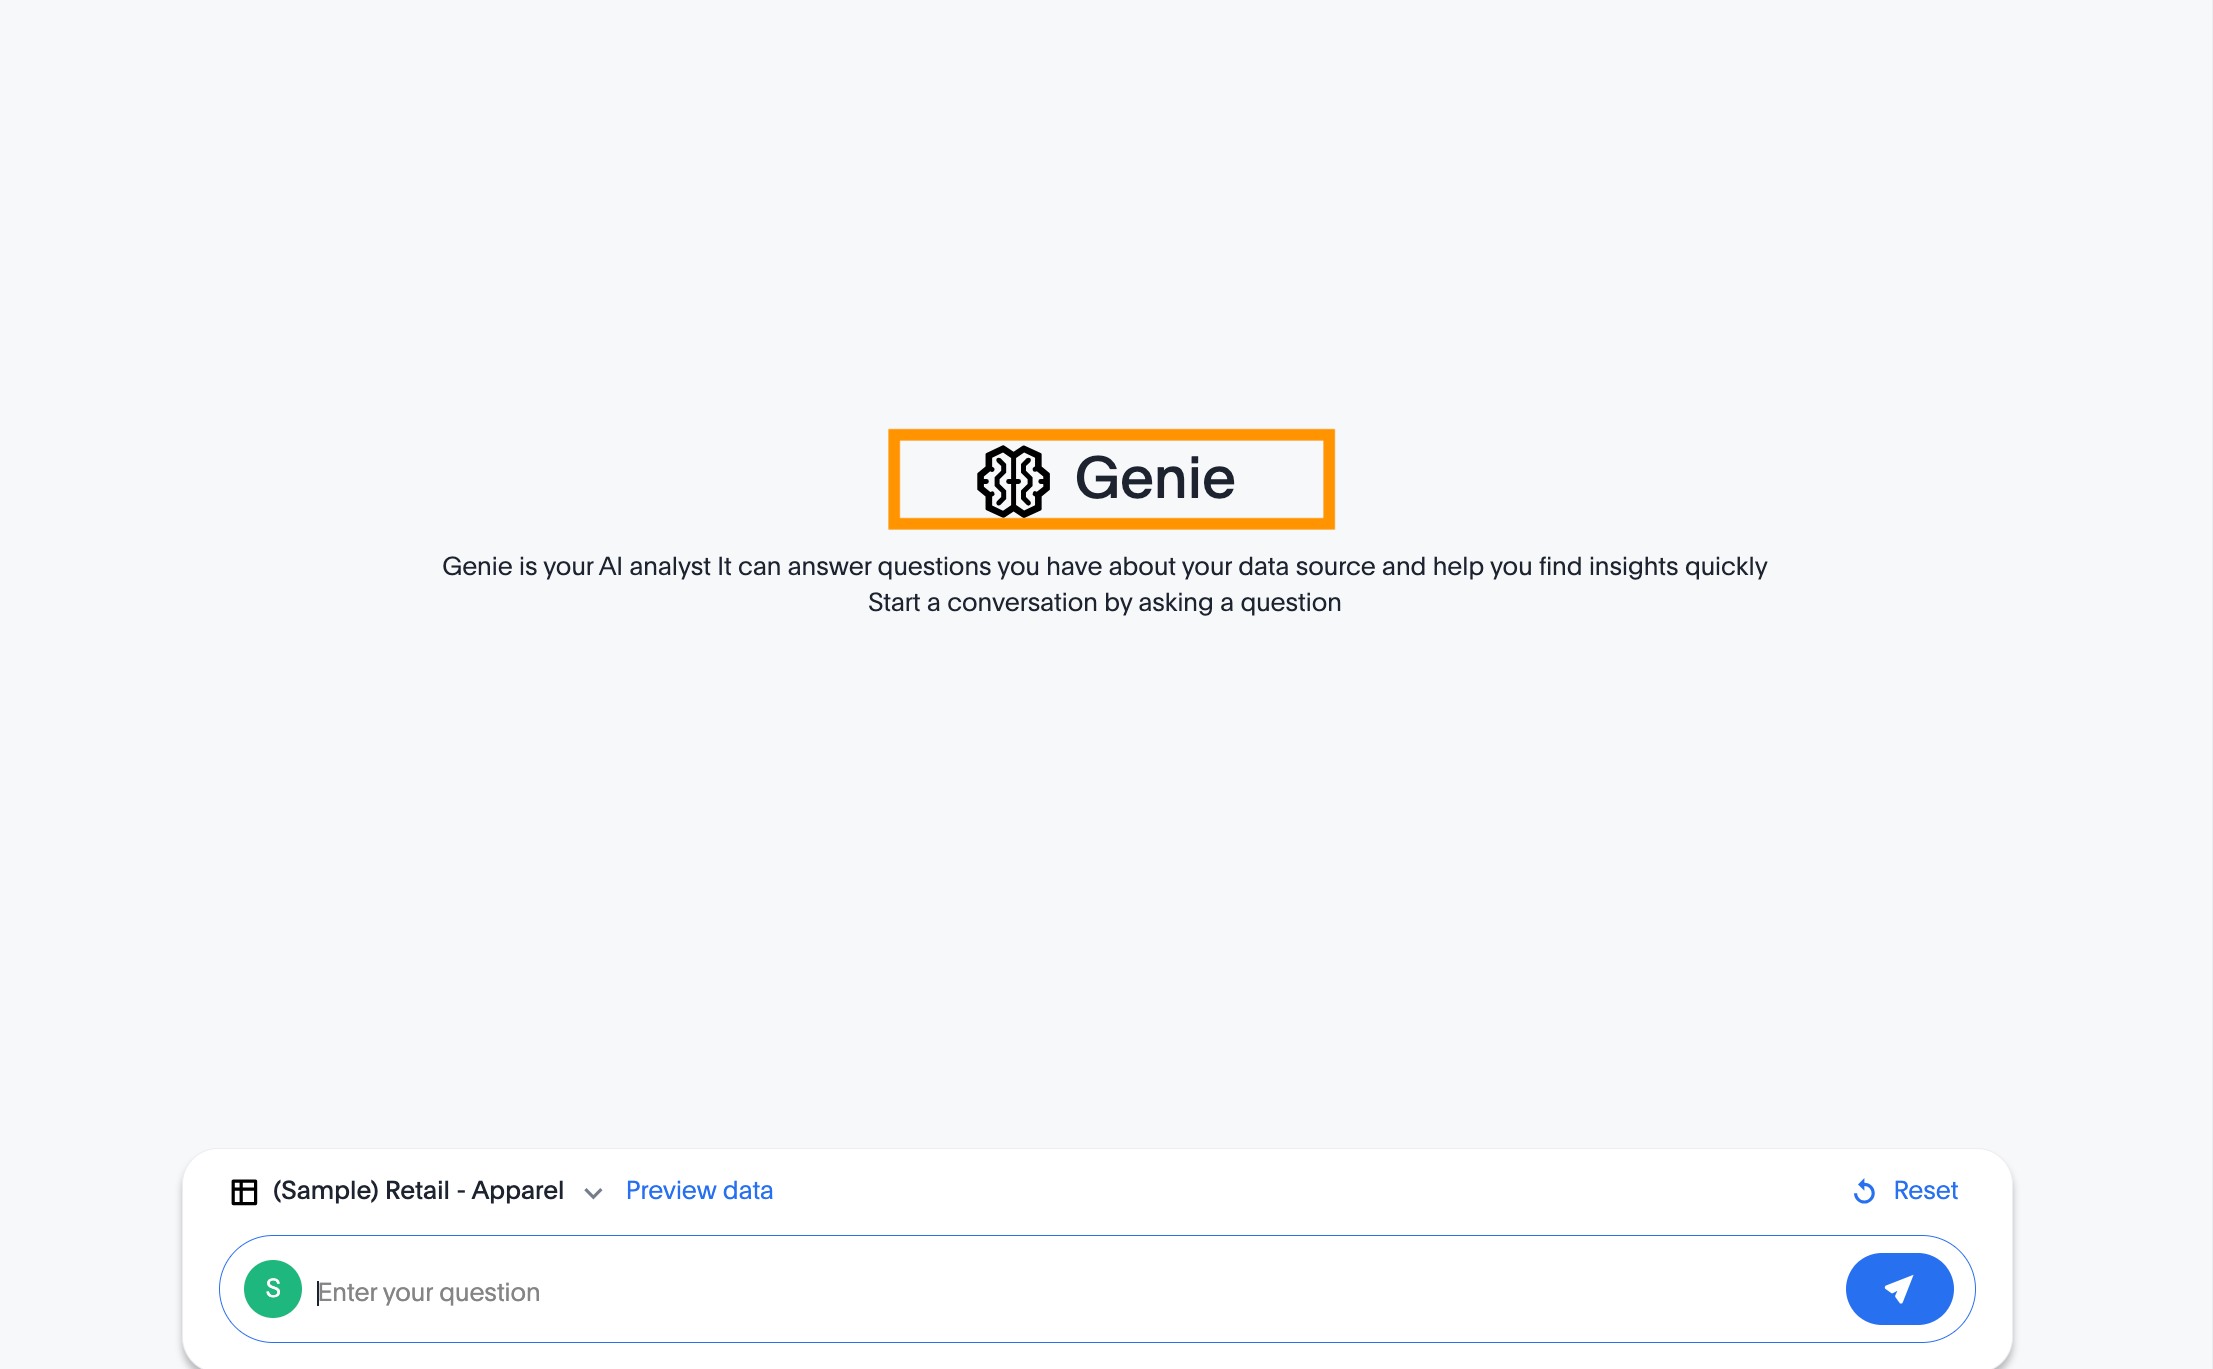 Genie
Genie is your AI analyst It can answer questions you have about your data source and help you find insights quickly
Start a conversation by asking a question
(Sample) Retail - Apparel Preview data Reset
S Enter your question